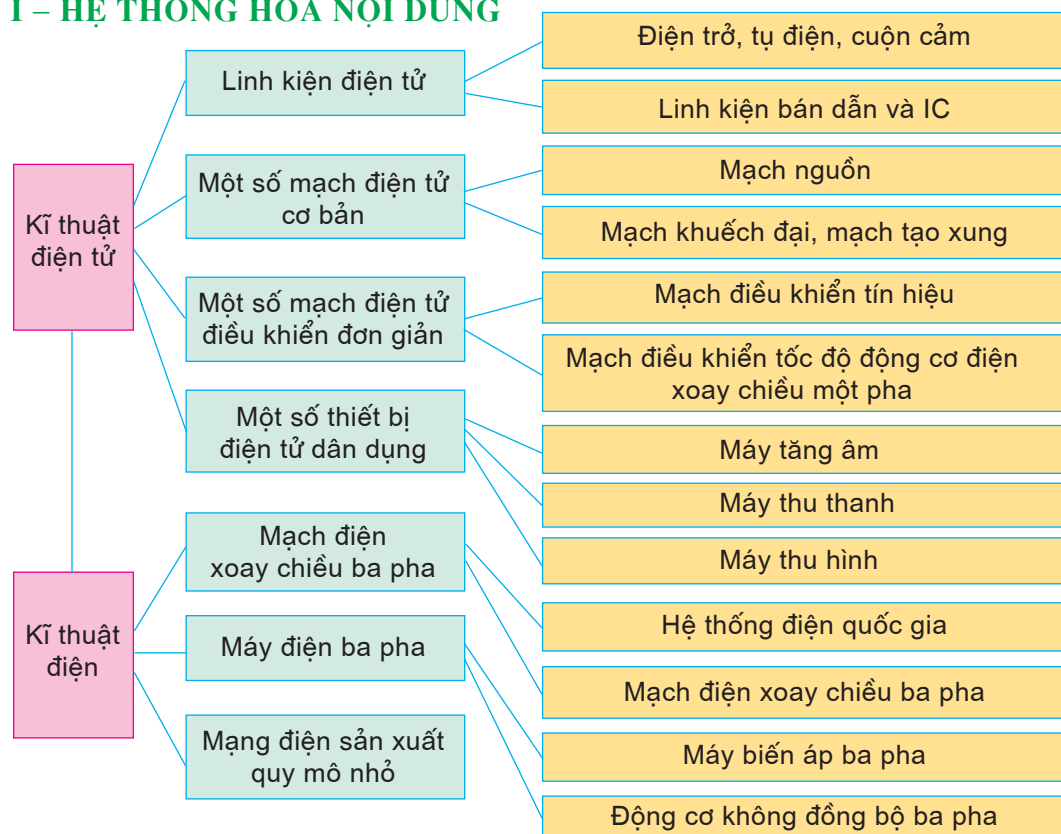 I – HỆ THỐNG HÓA NỘI DUNG
Kĩ thuật
điện tử
Linh kiện điện tử
Điện trở, tụ điện, cuộn cảm
Linh kiện bán dẫn và IC
Một số mạch điện tử
cơ bản
Mạch nguồn
Mạch khuếch đại, mạch tạo xung
Một số mạch điện tử
điều khiển đơn giản
Mạch điều khiển tín hiệu
Mạch điều khiển tốc độ động cơ điện
xoay chiều một pha
Một số thiết bị
điện tử dân dụng
Máy tăng âm
Máy thu thanh
Máy thu hình
Kĩ thuật
điện
Mạch điện
xoay chiều ba pha
Hệ thống điện quốc gia
Mạch điện xoay chiều ba pha
Máy điện ba pha
Máy biến áp ba pha
Động cơ không đồng bộ ba pha
Mạng điện sản xuất
quy mô nhỏ